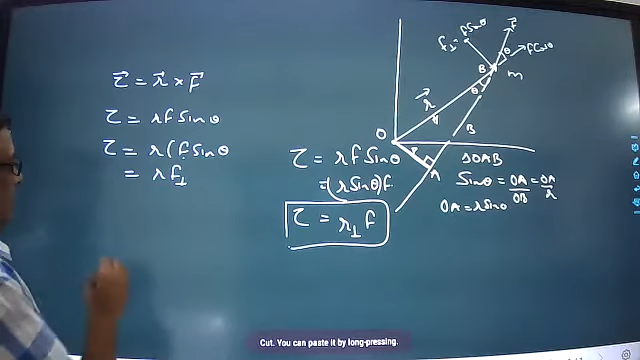 τ⃗ = r⃗ × F⃗
τ = rF Sinθ
τ = r(F Sinθ
= rF⊥
τ = rF Sinθ
= (r Sinθ)F
τ = r⊥ F
F⊥ = F Sinθ
F⃗
θ
F Cosθ
B
m
θ
r⃗
B
O
A
ΔOAB
Sinθ = OA/OB = OA/r
OA = r Sinθ
Cut. You can paste it by long-pressing.